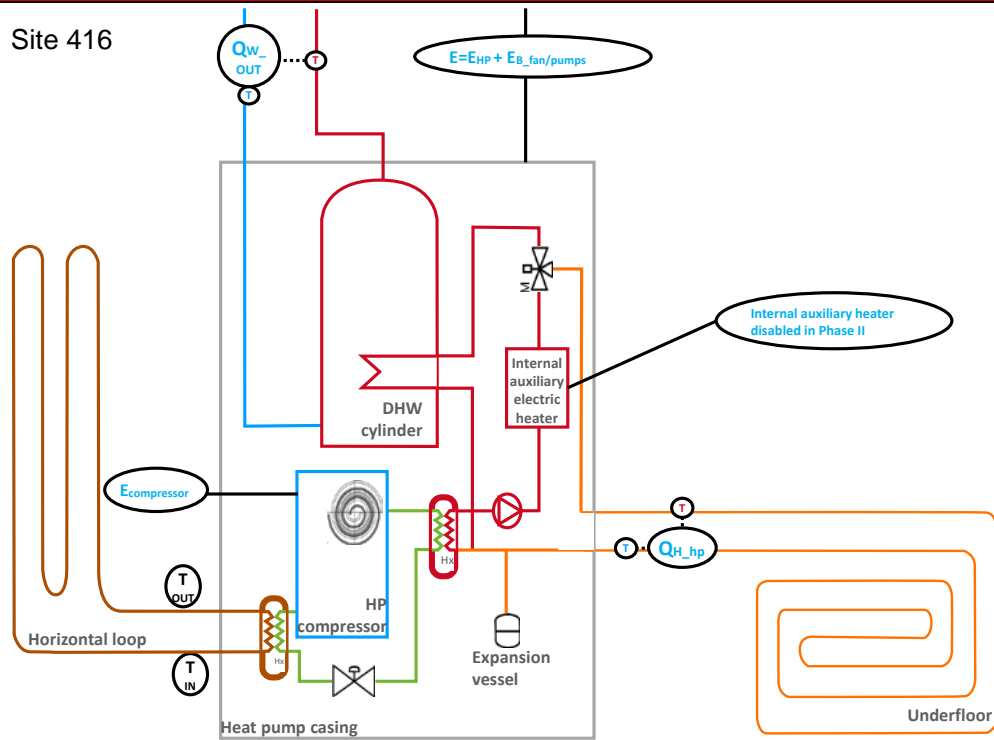 Site 416
QW_
OUT
T
T
E=EHP + EB_fan/pumps
M
Internal auxiliary heater
disabled in Phase II
Internal
auxiliary
electric
heater
DHW
cylinder
Ecompressor
T
T
QH_hp
Hx
T
OUT
HP
compressor
Horizontal loop
Hx
T
IN
Expansion
vessel
Underfloor
Heat pump casing